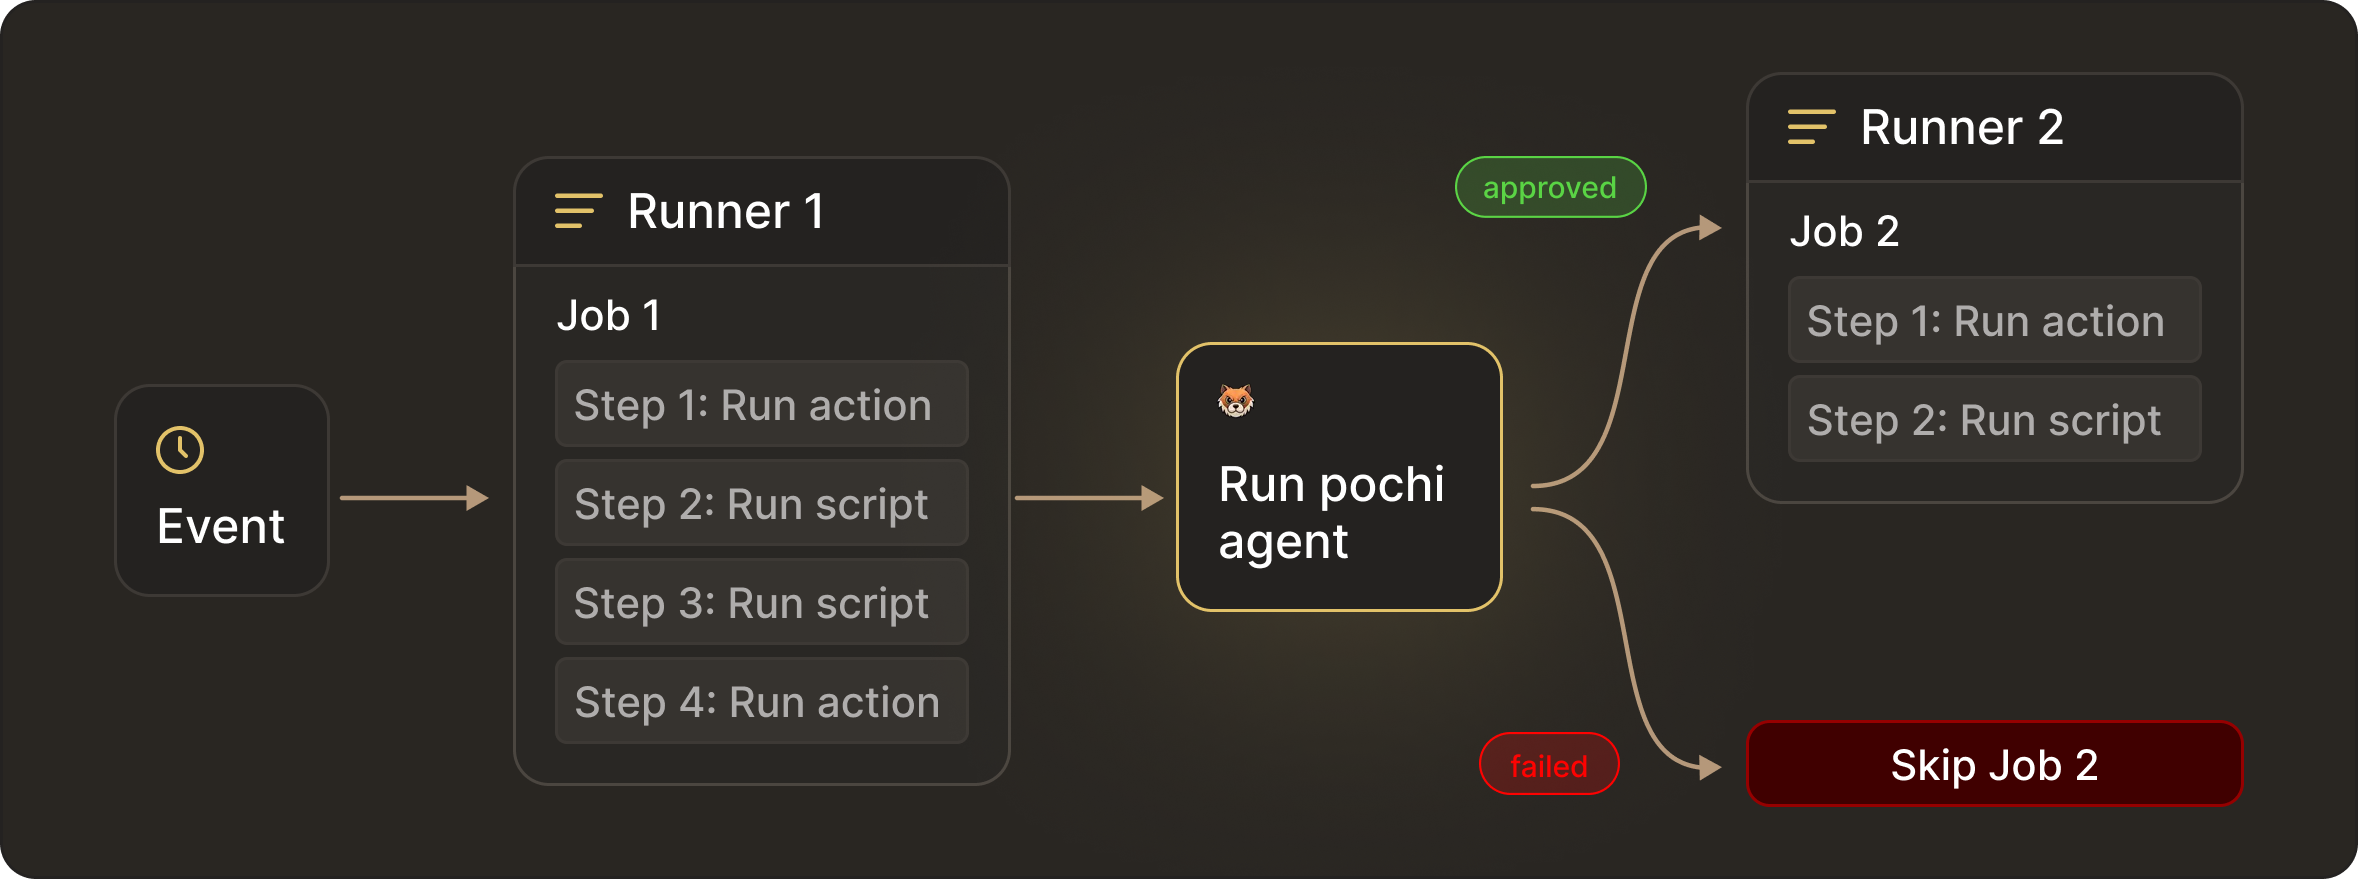 Event
Runner 1
Job 1
Step 1: Run action
Step 2: Run script
Step 3: Run script
Step 4: Run action
Run pochi
agent
approved
failed
Runner 2
Job 2
Step 1: Run action
Step 2: Run script
Skip Job 2